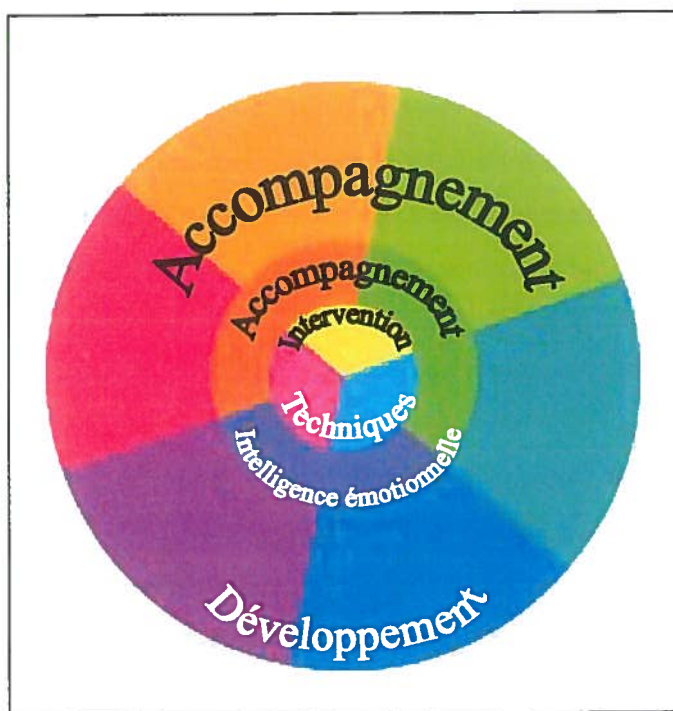 Accompagnement
Accompagnement
Intervention
Techniques
Intelligence émotionnelle
Développement